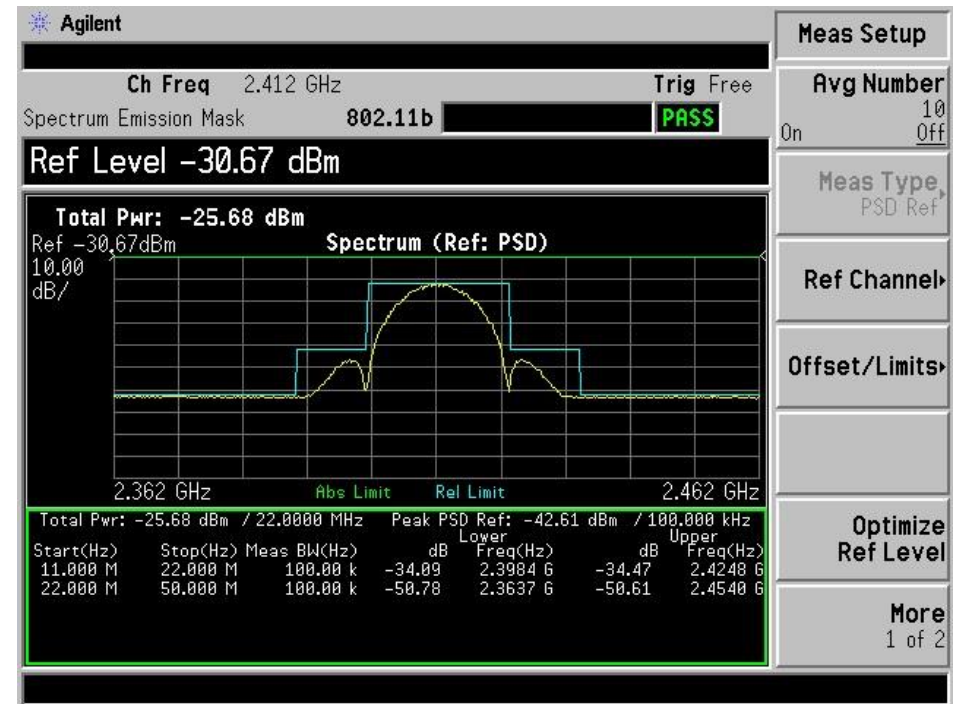 Agilent
Ch Freq 2.412 GHz Trig Free
Spectrum Emission Mask 802.11b PASS
Ref Level -30.67 dBm
Total Pwr: -25.68 dBm
Ref -30.67dBm Spectrum (Ref: PSD)
10.00
dB/
2.362 GHz Abs Limit Rel Limit 2.462 GHz
Total Pwr: -25.68 dBm / 22.0000 MHz Peak PSD Ref: -42.61 dBm / 100.000 kHz
Lower Upper
Start(Hz) Stop(Hz) Meas BW(Hz) dB Freq(Hz) dB Freq(Hz)
11.000 M 22.000 M 100.00 k -34.09 2.3984 G -34.47 2.4248 G
22.000 M 50.000 M 100.00 k -50.78 2.3637 G -50.61 2.4540 G
Meas Setup
Avg Number
10
On Off
Meas Type
PSD Ref
Ref Channel
Offset/Limits
Optimize
Ref Level
More
1 of 2